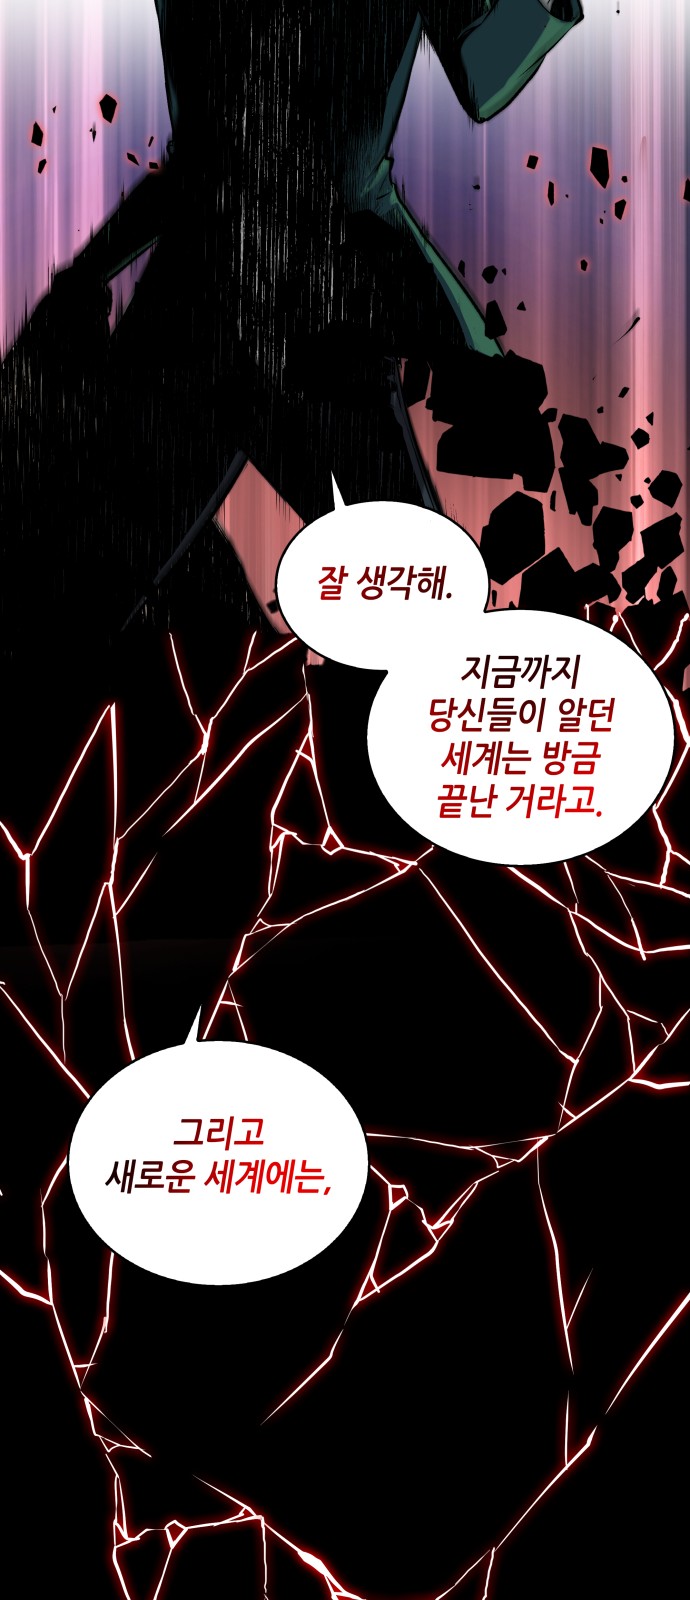 잘 생각해.
지금까지
당신들이 알던
세계는 방금
끝난 거라고.
그리고
새로운 세계에는,